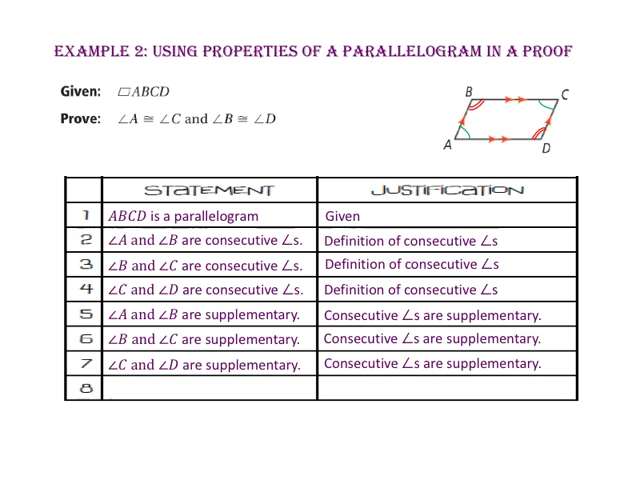 EXAMPLE 2: USING PROPERTIES OF A PARALLELOGRAM IN A PROOF
Given: ▱ABCD
Prove: ∠A ≅ ∠C and ∠B ≅ ∠D
B
C
A
D
STATEMENT JUSTIFICATION
1 ABCD is a parallelogram Given
2 ∠A and ∠B are consecutive ∠s. Definition of consecutive ∠s
3 ∠B and ∠C are consecutive ∠s. Definition of consecutive ∠s
4 ∠C and ∠D are consecutive ∠s. Definition of consecutive ∠s
5 ∠A and ∠B are supplementary. Consecutive ∠s are supplementary.
6 ∠B and ∠C are supplementary. Consecutive ∠s are supplementary.
7 ∠C and ∠D are supplementary. Consecutive ∠s are supplementary.
8